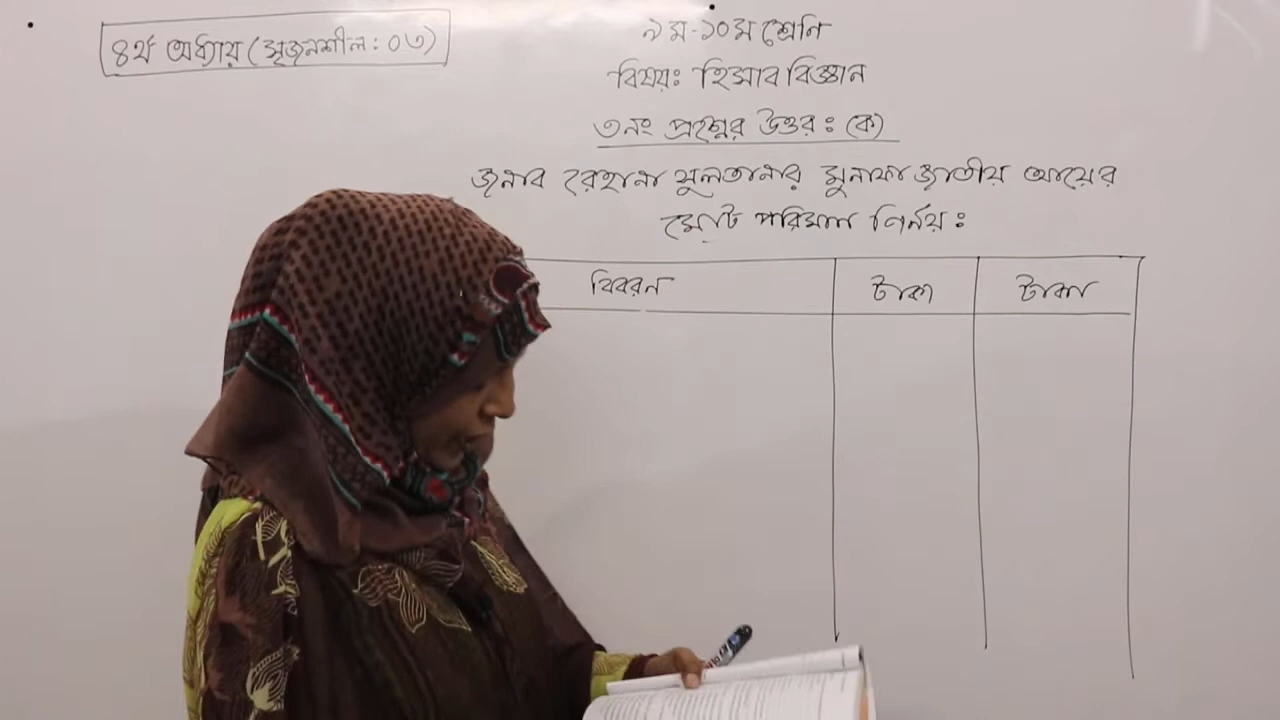 ৪র্থ অধ্যায় (সৃজনশীল: ০৩)
৯ম-১০ম শ্রেণি
বিষয়ঃ হিসাব বিজ্ঞান
৩নং প্রশ্নের উত্তর: (ক)
জনাব রেহানা সুলতানার মুনাফা জাতীয় আয়ের
মোট পরিমাণ নির্নয়ঃ
বিবরন টাকা টাকা